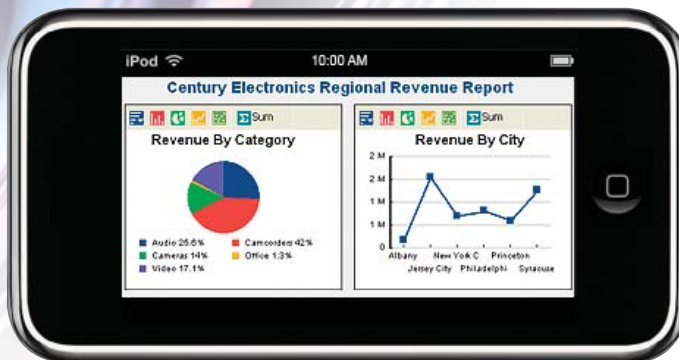 iPod
10:00 AM
Century Electronics Regional Revenue Report
Sum
Revenue By Category
Audio 25.6%
Camcorders 42%
Cameras 14%
Office 1.3%
Video 17.1%
Sum
Revenue By City
2 M
2 M
1 M
1 M
0
Albany
New York C
Princeton
Jersey City
Philadelphi
Syracuse